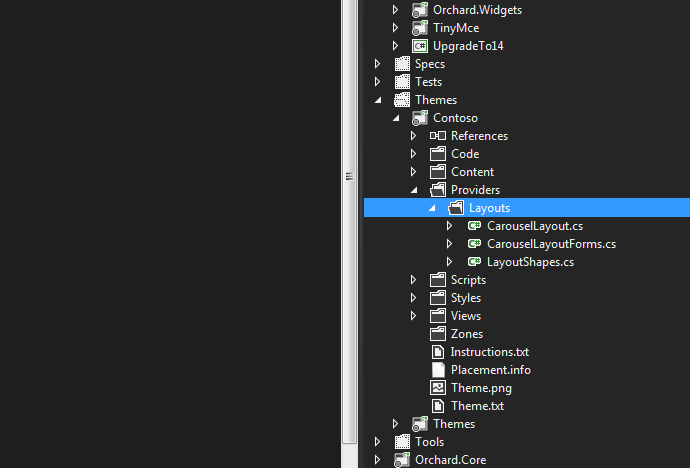 Orchard.Widgets
TinyMce
UpgradeTo14
Specs
Tests
Themes
Contoso
References
Code
Content
Providers
Layouts
CarouselLayout.cs
CarouselLayoutForms.cs
LayoutShapes.cs
Scripts
Styles
Views
Zones
Instructions.txt
Placement.info
Theme.png
Theme.txt
Themes
Tools
Orchard.Core